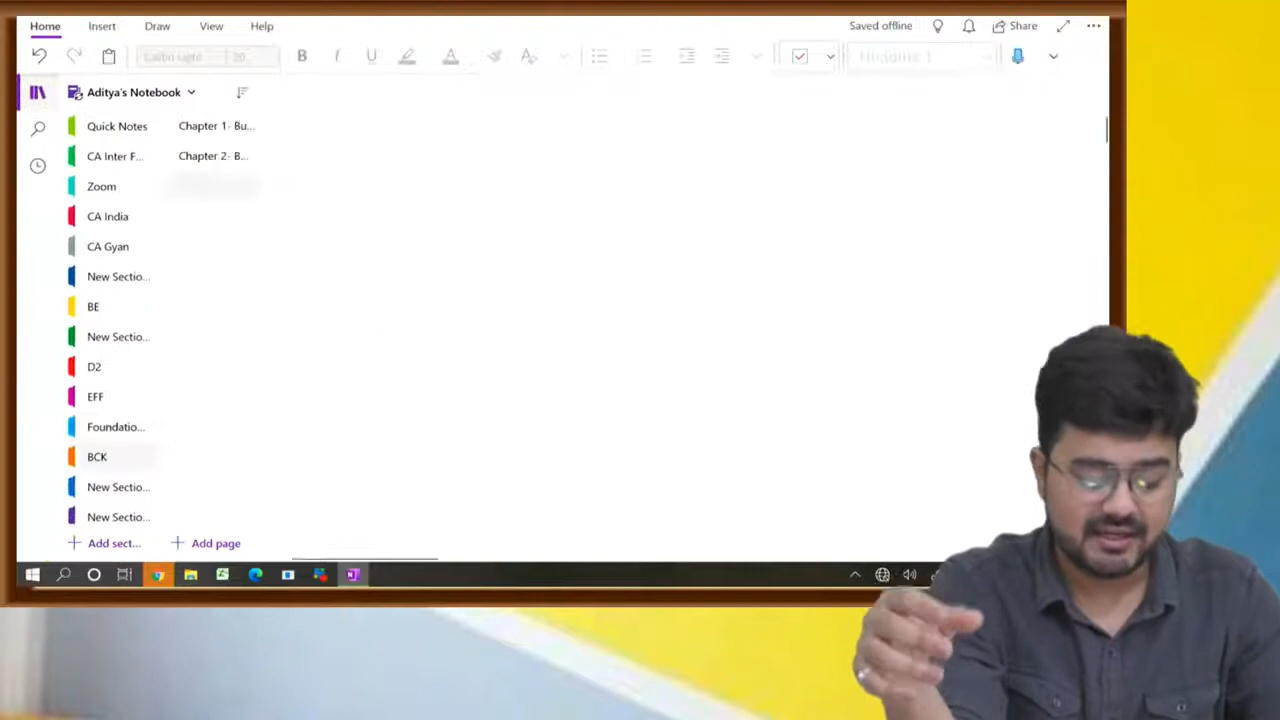 Home Insert Draw View Help Saved offline Share
B I U A A
Aditya's Notebook
Quick Notes Chapter 1- Bu...
CA Inter F... Chapter 2- B...
Zoom
CA India
CA Gyan
New Sectio...
BE
New Sectio...
D2
EFF
Foundatio...
BCK
New Sectio...
New Sectio...
+ Add sect... + Add page